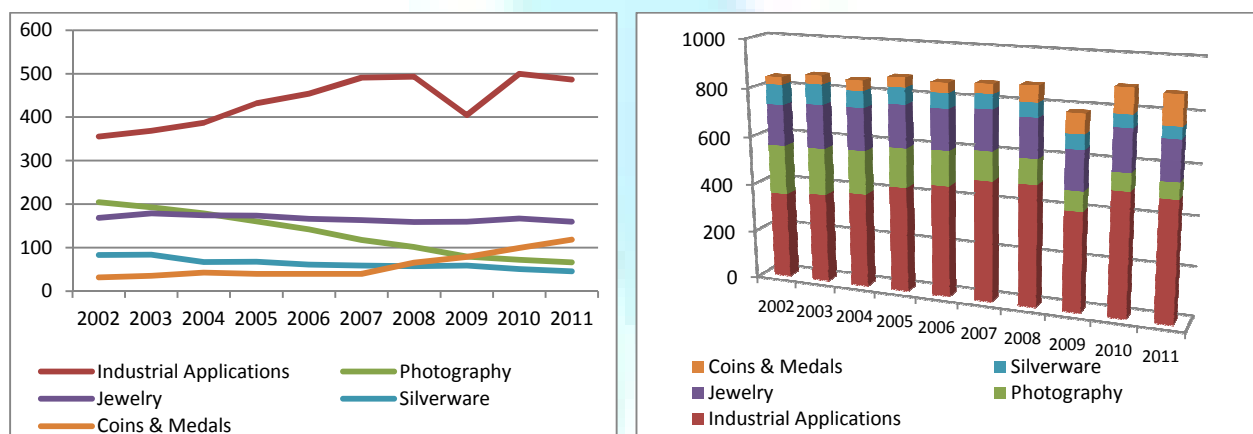 600
500
400
300
200
100
0
2002 2003 2004 2005 2006 2007 2008 2009 2010 2011
Industrial Applications
Photography
Jewelry
Silverware
Coins & Medals
1000
800
600
400
200
0
2002 2003 2004 2005 2006 2007 2008 2009 2010 2011
Coins & Medals
Silverware
Jewelry
Photography
Industrial Applications